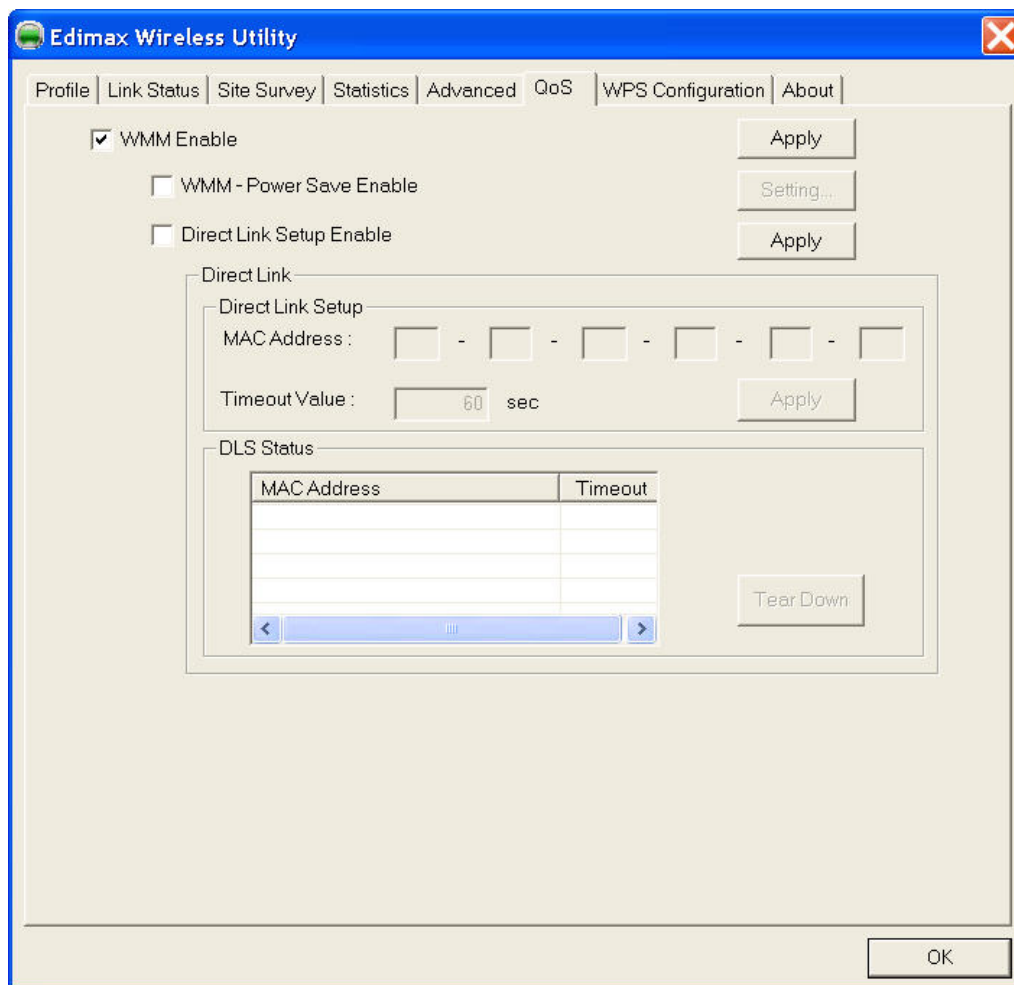 Edimax Wireless Utility
Profile Link Status Site Survey Statistics Advanced QoS WPS Configuration About
WMM Enable Apply
WMM - Power Save Enable Setting...
Direct Link Setup Enable Apply
Direct Link
Direct Link Setup
MAC Address : - - - - -
Timeout Value : 60 sec Apply
DLS Status
MAC Address Timeout
Tear Down
OK